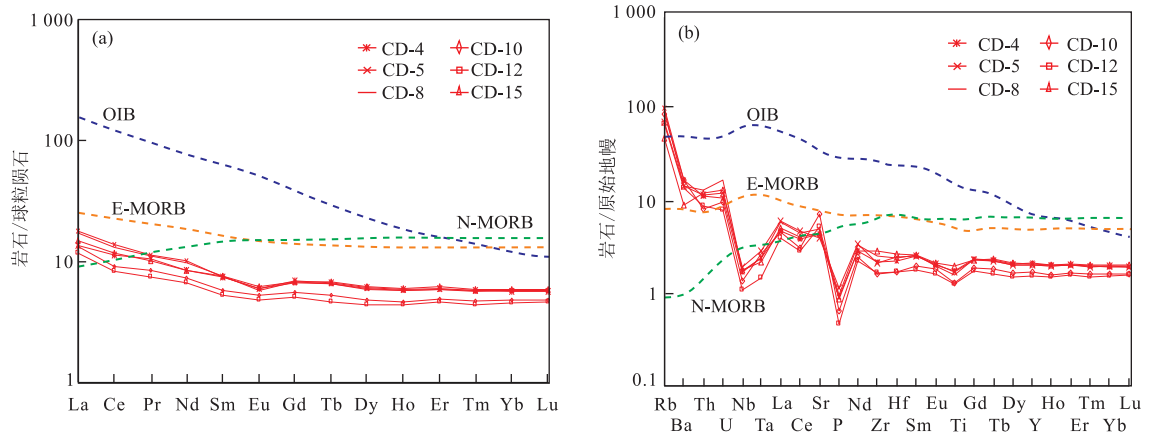 (a)
岩石/球粒陨石
1 000
100
10
1
CD-4
CD-10
CD-5
CD-12
CD-8
CD-15
OIB
E-MORB
N-MORB
La Ce Pr Nd Sm Eu Gd Tb Dy Ho Er Tm Yb Lu
(b)
岩石/原始地幔
1 000
100
10
1
0.1
CD-4
CD-10
CD-5
CD-12
CD-8
CD-15
OIB
E-MORB
N-MORB
Rb Th Nb La Sr Nd Hf Eu Gd Dy Ho Tm Lu
Ba U Ta Ce P Zr Sm Ti Tb Y Er Yb